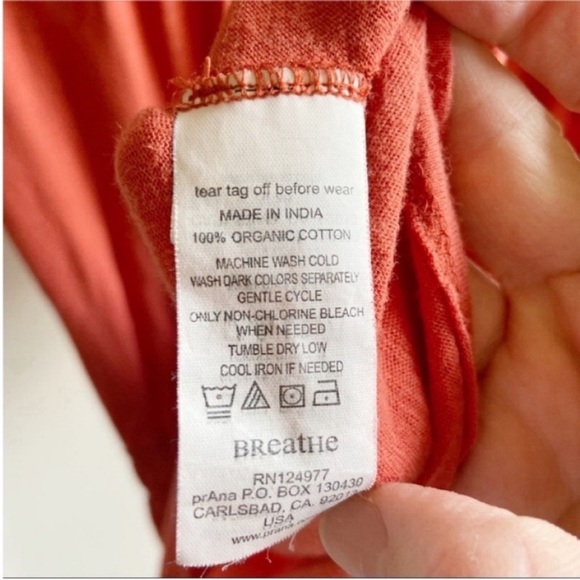 tear tag off before wear
MADE IN INDIA
100% ORGANIC COTTON
MACHINE WASH COLD
WASH DARK COLORS SEPARATELY
GENTLE CYCLE
ONLY NON-CHLORINE BLEACH
WHEN NEEDED
TUMBLE DRY LOW
COOL IRON IF NEEDED
BReatHe
RN124977
prAna P.O. BOX 130430
CARLSBAD, CA.
USA